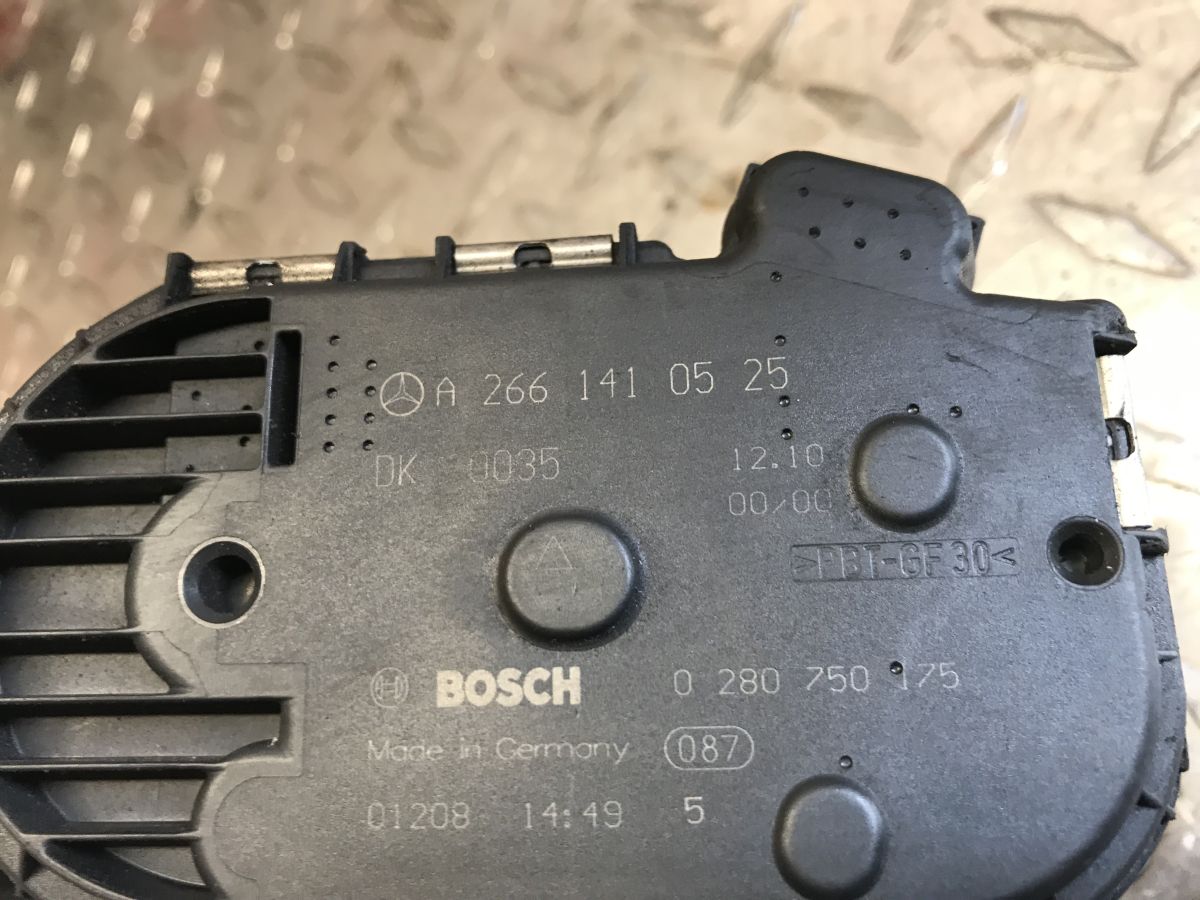 A 266 141 05 25
DK 0035
12.10
00/00
>PBT-GF30<
BOSCH 0 280 750 175
Made in Germany 087
01208 14:49 5